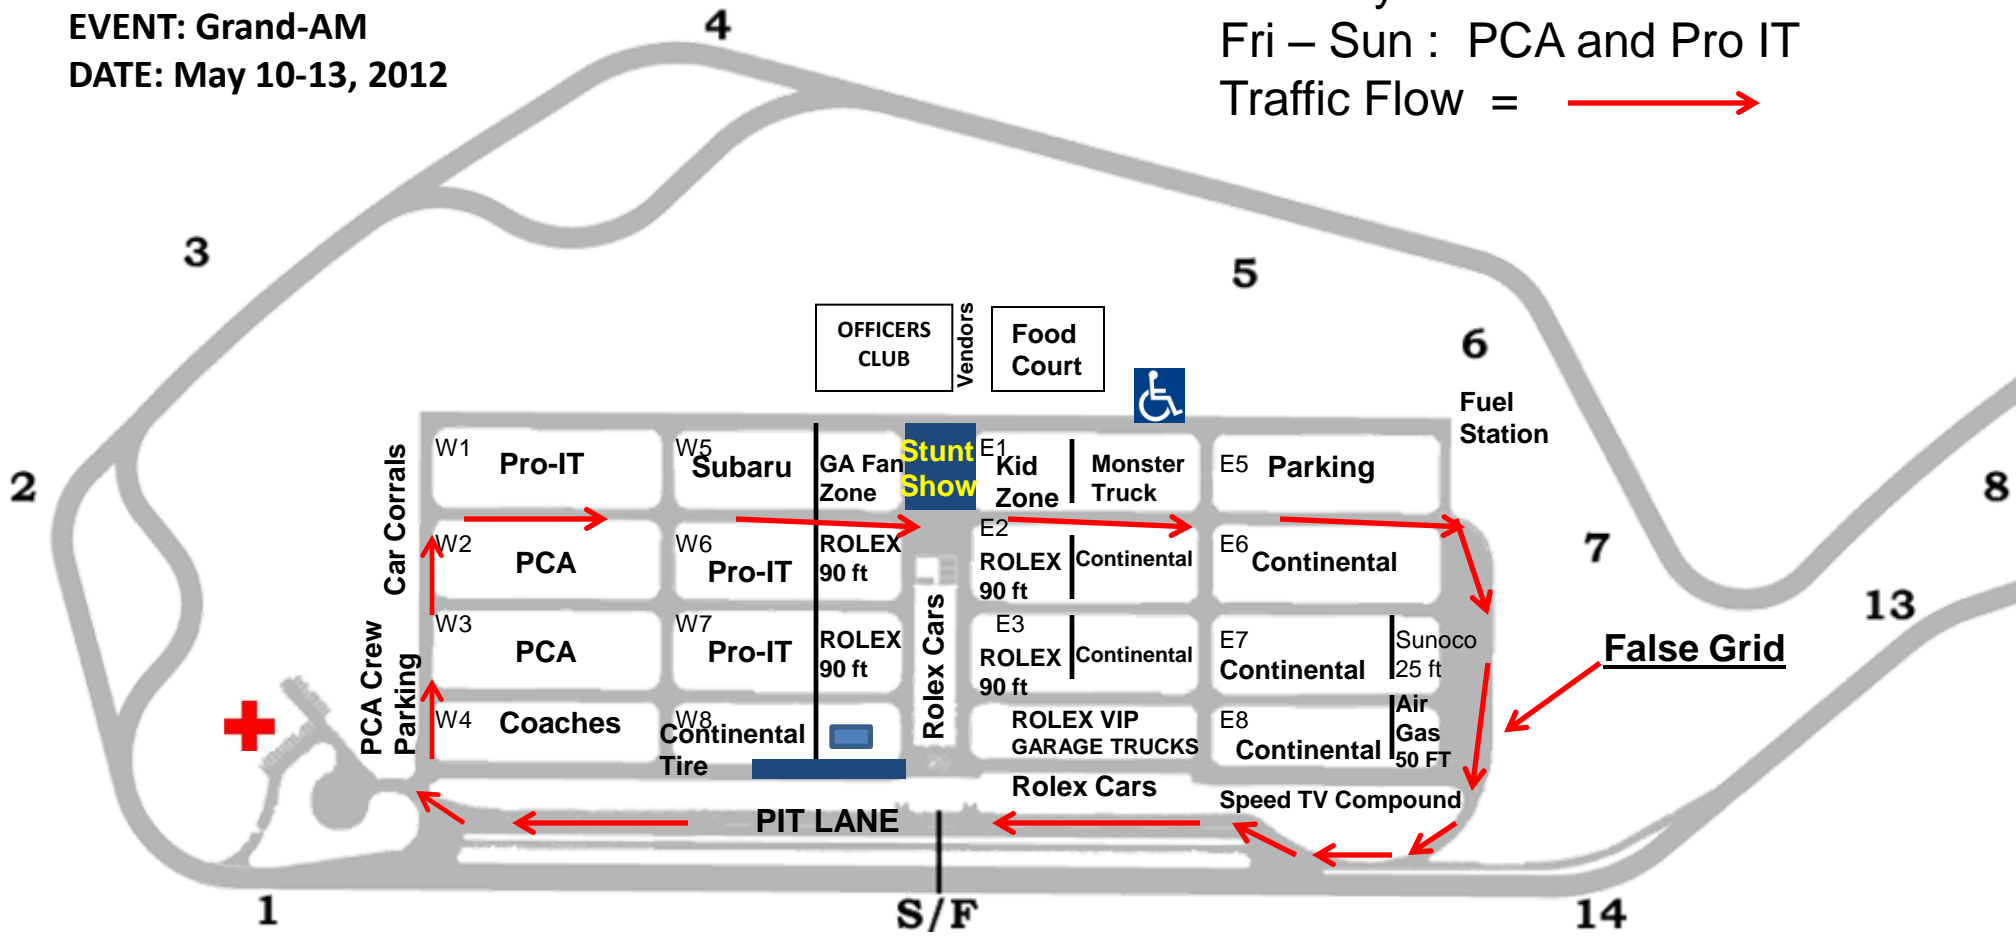 EVENT: Grand-AM
DATE: May 10-13, 2012
Fri – Sun : PCA and Pro IT
Traffic Flow =
4
3
5
2
6
7
8
13
1
14
OFFICERS
CLUB
Vendors
Food
Court
Fuel
Station
Car Corrals
PCA Crew
Parking
W1
Pro-IT
W5
Subaru
GA Fan
Zone
Stunt
Show
E1
Kid
Zone
Monster
Truck
E5 Parking
W2
PCA
W6
Pro-IT
ROLEX
90 ft
E2
ROLEX
90 ft
Continental
E6
Continental
W3
PCA
W7
Pro-IT
ROLEX
90 ft
Rolex Cars
E3
ROLEX
90 ft
Continental
E7
Continental
Sunoco
25 ft
False Grid
W4
Coaches
W8
Continental
Tire
ROLEX VIP
GARAGE TRUCKS
E8
Continental
Air
Gas
50 FT
Rolex Cars
Speed TV Compound
PIT LANE
S/F